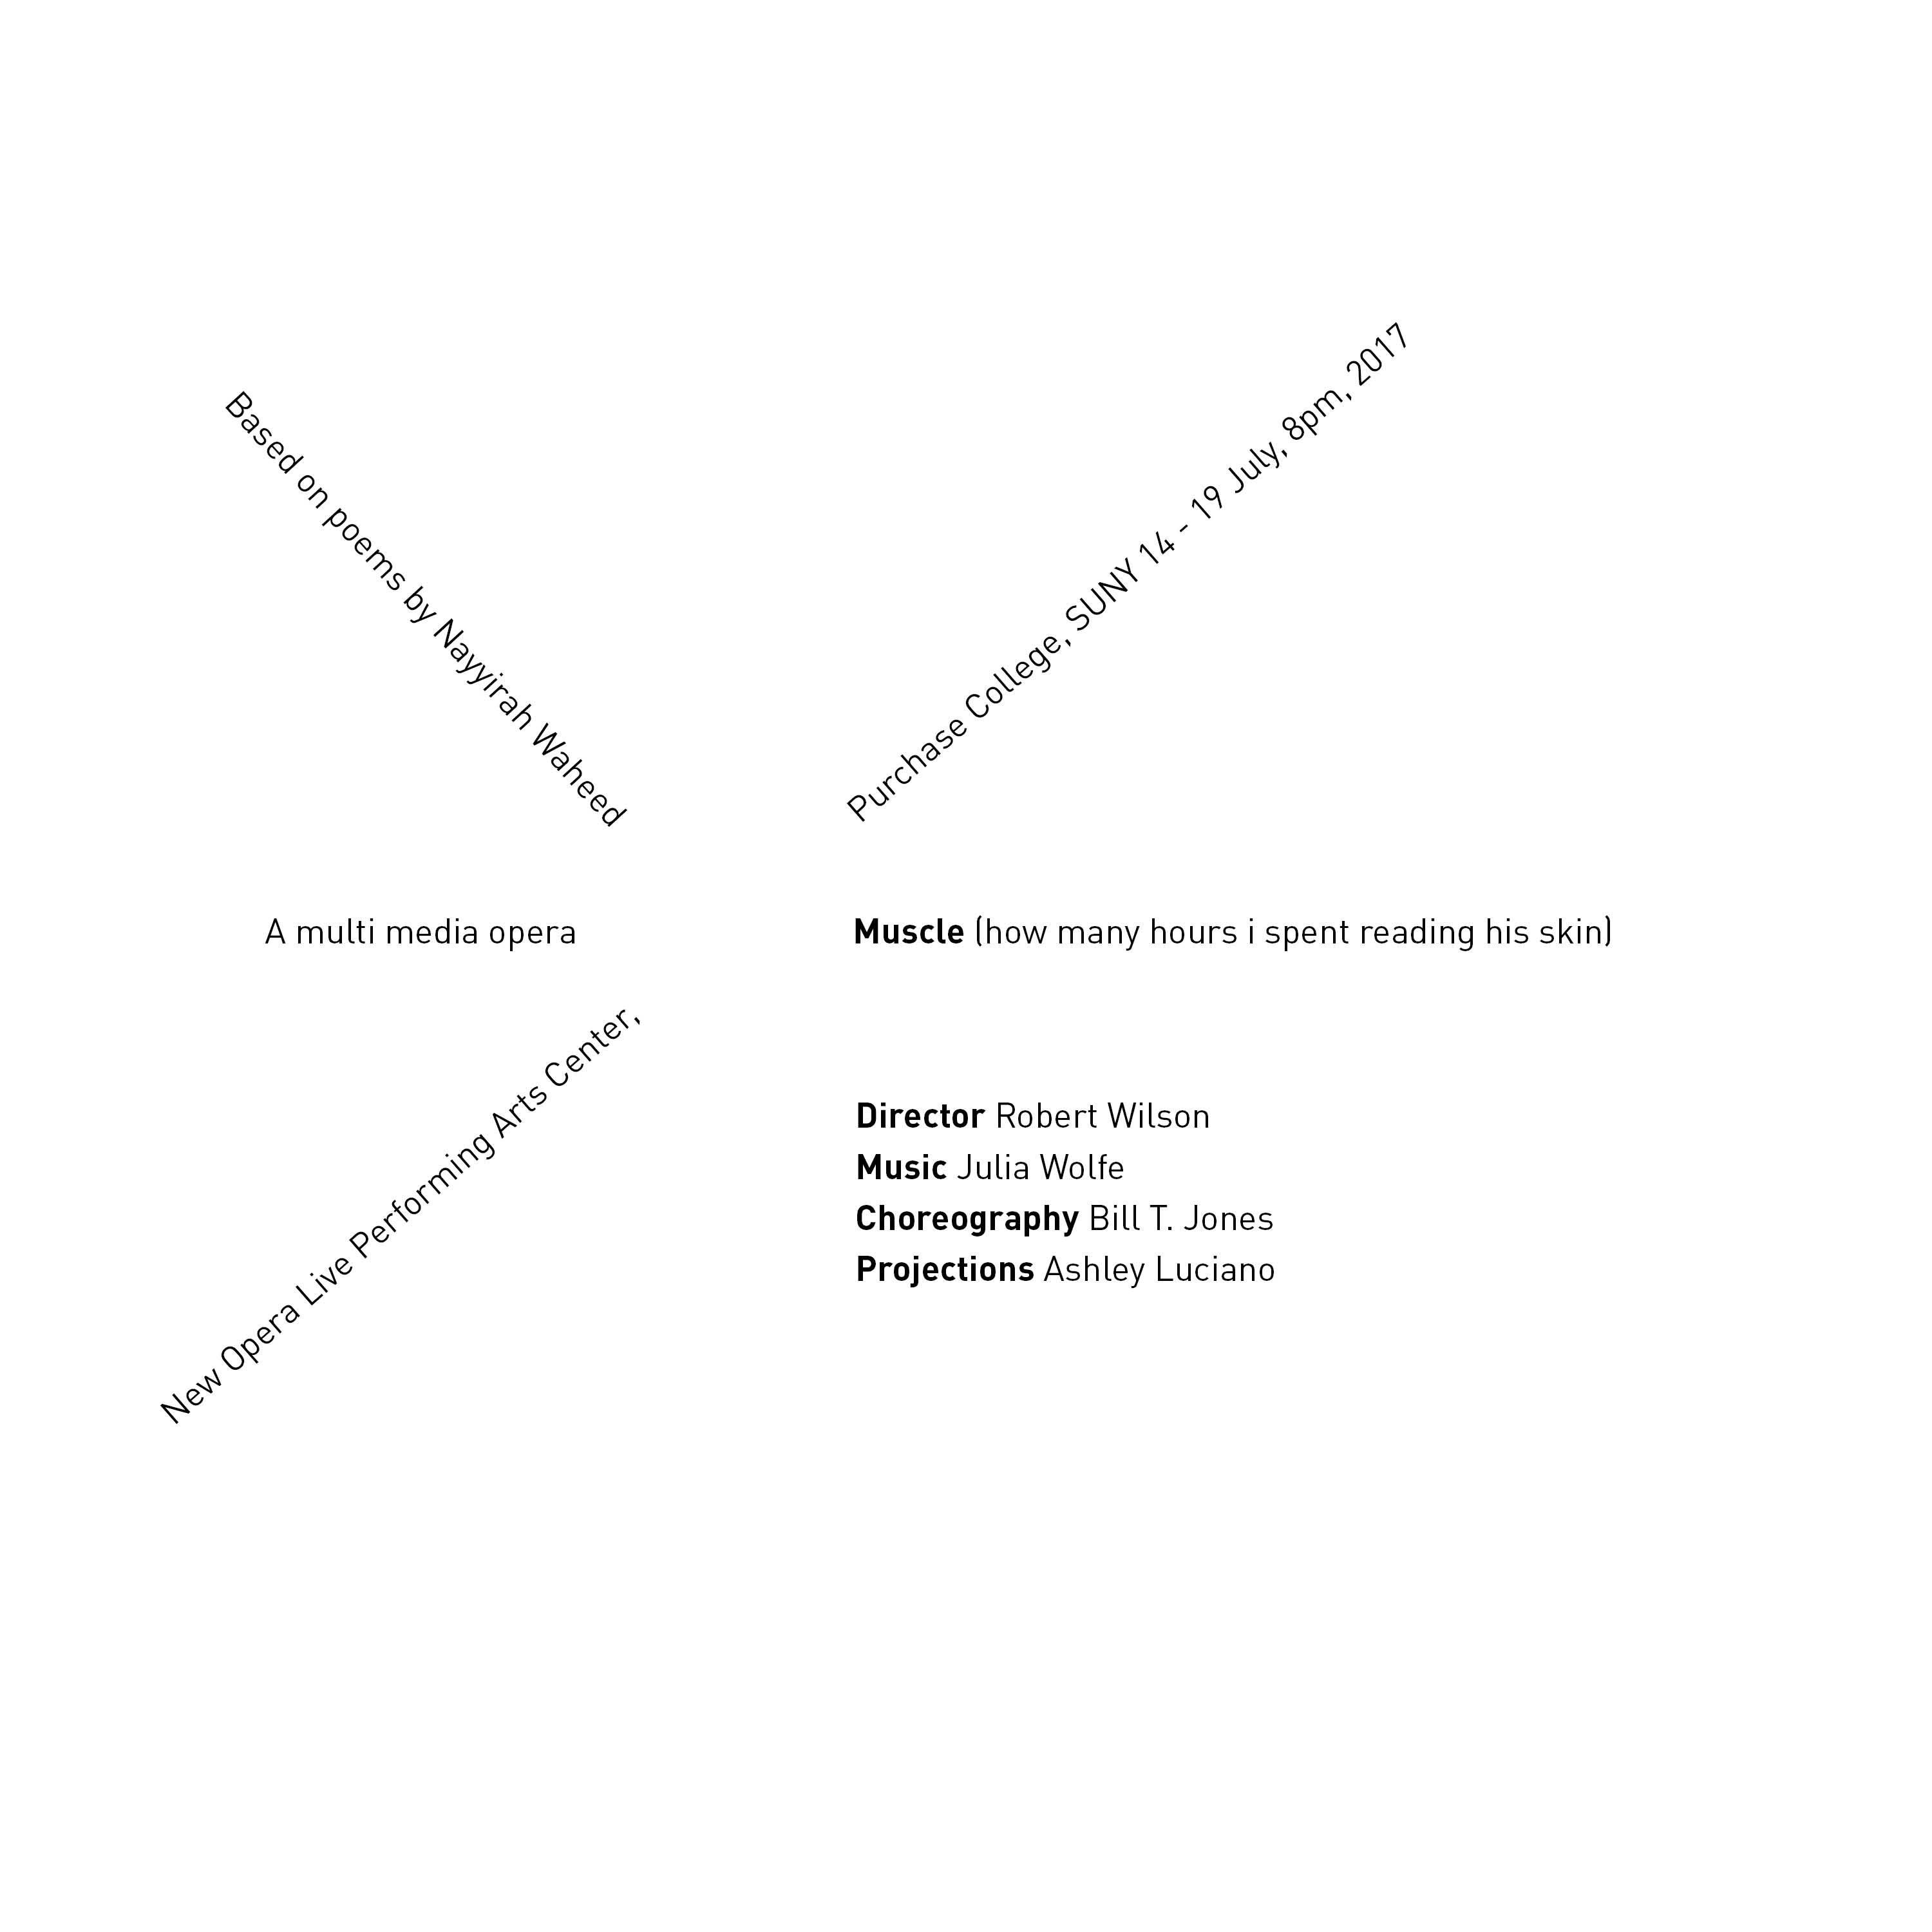 Based on poems by Nayyirah Waheed
Purchase College, SUNY 14 - 19 July, 8pm, 2017
A multi media opera
Muscle (how many hours i spent reading his skin)
New Opera Live Performing Arts Center,
Director Robert Wilson
Music Julia Wolfe
Choreography Bill T. Jones
Projections Ashley Luciano